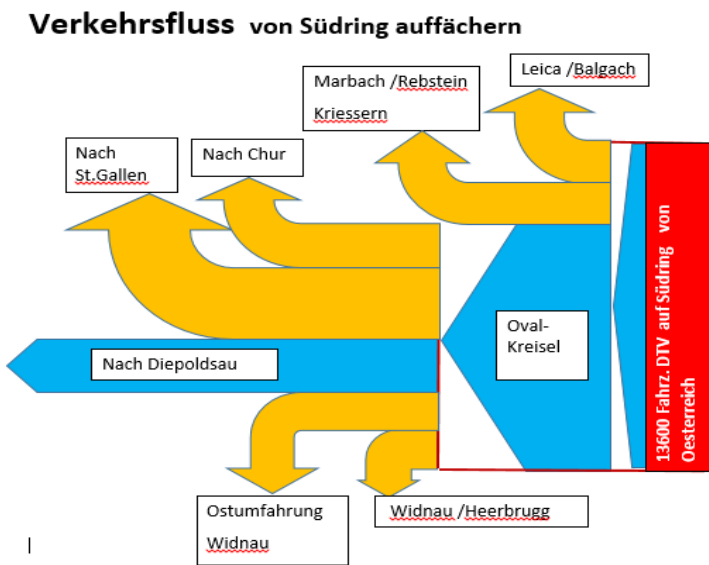 Verkehrsfluss von Südring auffächern
Leica /Balgach
Marbach /Rebstein
Kriessern
Nach
St.Gallen
Nach Chur
Oval-
Kreisel
13600 Fahrz. DTV auf Südring von
Oesterreich
Nach Diepoldsau
Ostumfahrung
Widnau
Widnau /Heerbrugg